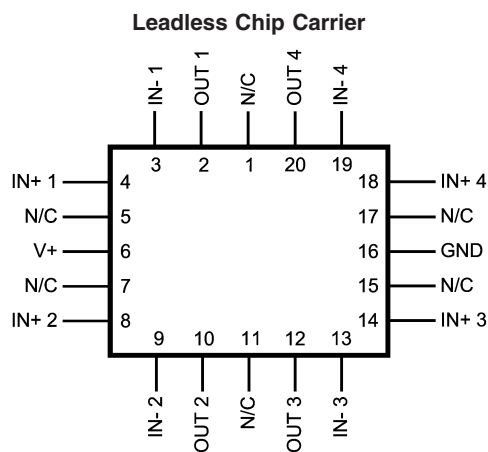 Leadless Chip Carrier
IN- 1
OUT 1
N/C
OUT 4
IN- 4
3 2 1 20 19
IN+ 1 4
N/C 5
V+ 6
N/C 7
IN+ 2 8
18 IN+ 4
17 N/C
16 GND
15 N/C
14 IN+ 3
9 10 11 12 13
IN- 2
OUT 2
N/C
OUT 3
IN- 3